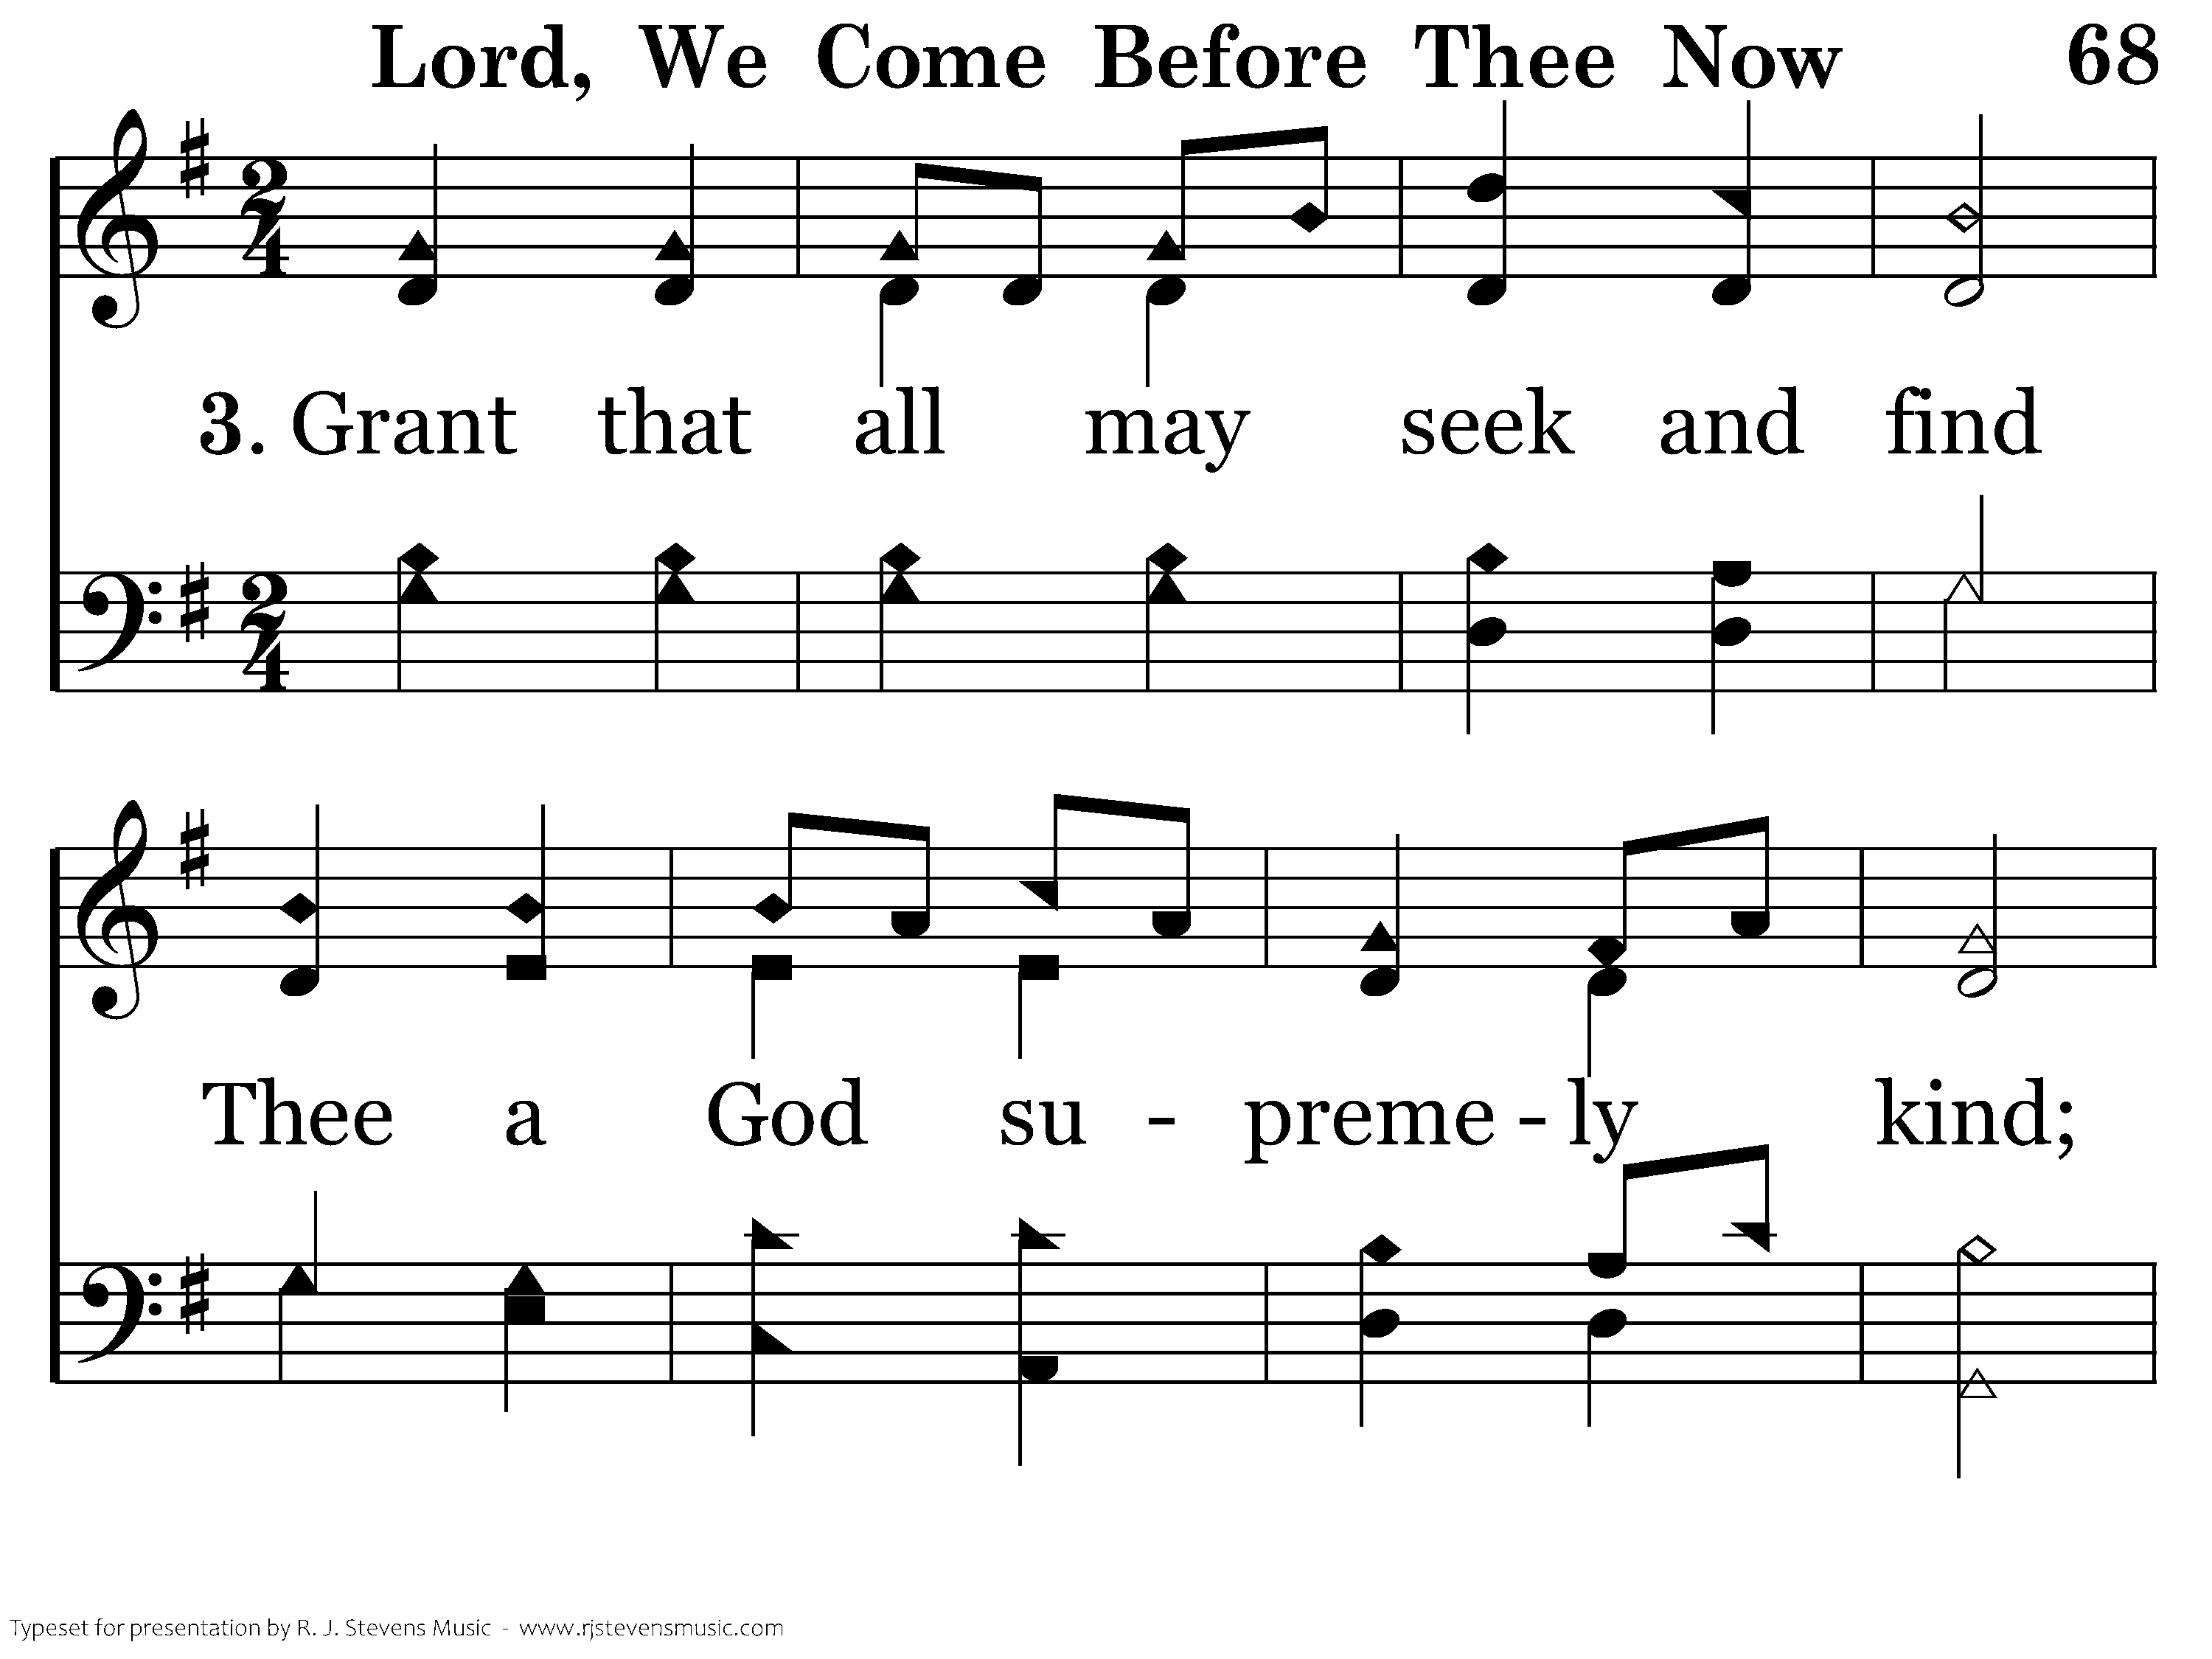 Lord, We Come Before Thee Now 68
3. Grant that all may seek and find
Thee a God su - preme - ly kind;
Typeset for presentation by R. J. Stevens Music - www.rjstevensmusic.com